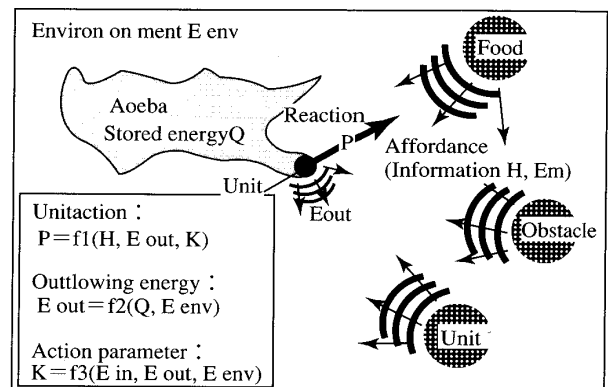 Environ on ment E env
Food
Aoeba
Stored energyQ
Reaction
P
Affordance
(Information H, Em)
Unit
Eout
Obstacle
Unit
Unitaction :
P=f1(H, E out, K)
Outtlowing energy :
E out=f2(Q, E env)
Action parameter :
K=f3(E in, E out, E env)